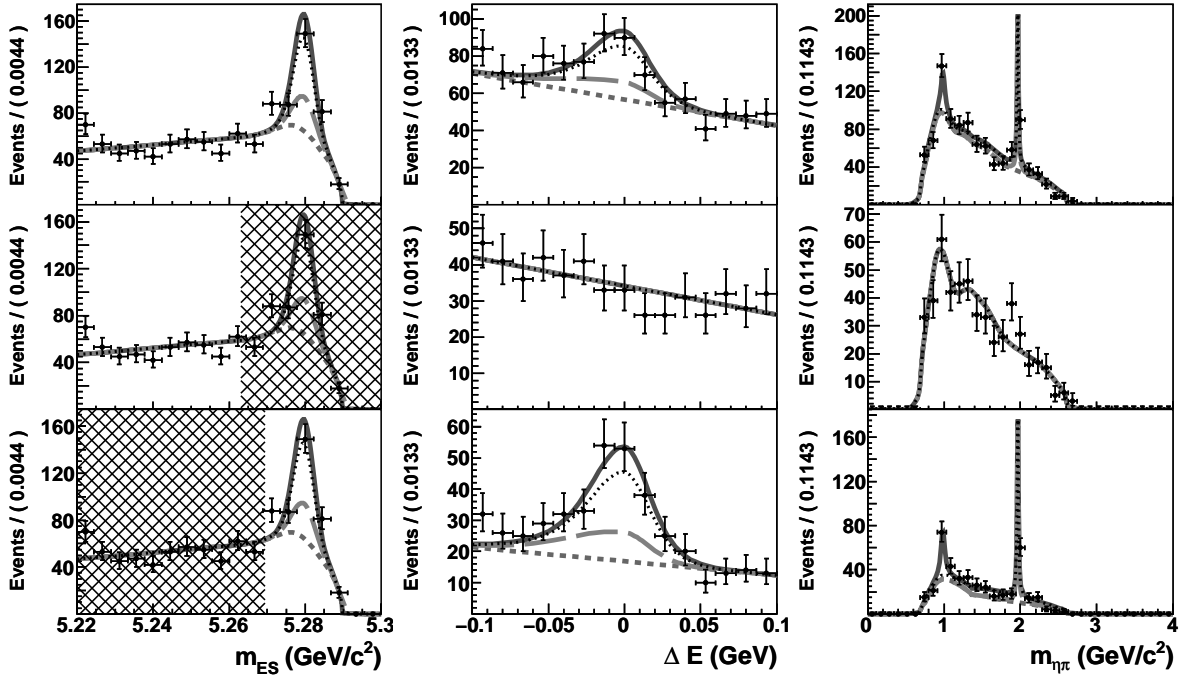 Events / ( 0.0044
160
120
80
40
Events / ( 0.0133
100
80
60
40
20
Events / ( 0.1143
200
160
120
80
40
Events / ( 0.0044
160
120
80
40
Events / ( 0.0133
50
40
30
20
10
Events / ( 0.1143
70
60
50
40
30
20
10
Events / ( 0.0044
160
120
80
40
Events / ( 0.0133
60
50
40
30
20
10
Events / ( 0.1143
160
120
80
40
5.22 5.24 5.26 5.28 5.3
−0.1 −0.05 0 0.05 0.1
0 1 2 3 4
m_ES (GeV/c²)
Δ E (GeV)
m_ηπ (GeV/c²)